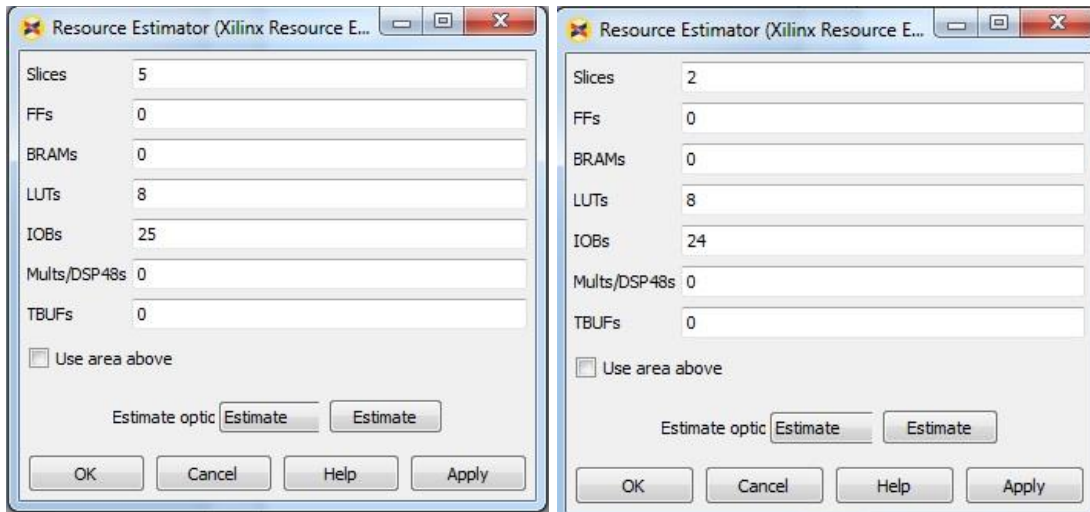 Resource Estimator (Xilinx Resource E...
Slices 5
FFs 0
BRAMs 0
LUTs 8
IOBs 25
Mults/DSP48s 0
TBUFs 0
Use area above
Estimate optic Estimate Estimate
OK Cancel Help Apply
Resource Estimator (Xilinx Resource E...
Slices 2
FFs 0
BRAMs 0
LUTs 8
IOBs 24
Mults/DSP48s 0
TBUFs 0
Use area above
Estimate optic Estimate Estimate
OK Cancel Help Apply